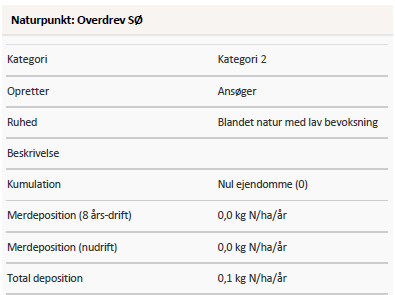 Naturpunkt: Overdrev SØ
Kategori Kategori 2
Opretter Ansøger
Ruhed Blandet natur med lav bevoksning
Beskrivelse
Kumulation Nul ejendomme (0)
Merdeposition (8 års-drift) 0,0 kg N/ha/år
Merdeposition (nudrift) 0,0 kg N/ha/år
Total deposition 0,1 kg N/ha/år